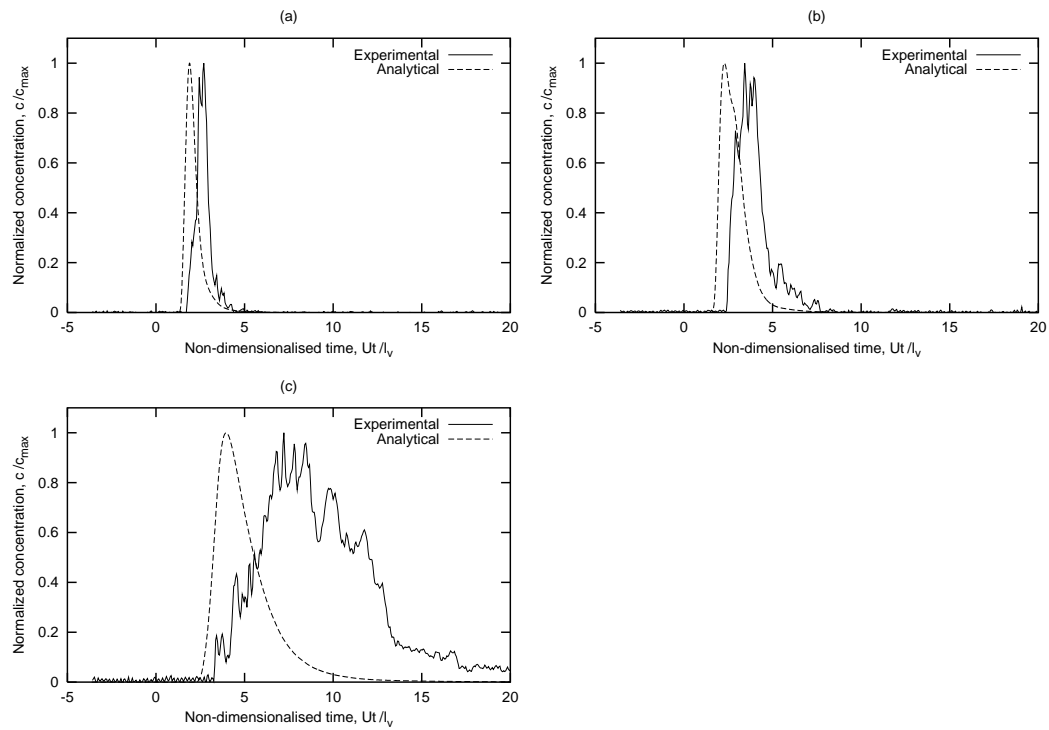 (a)
Normalized concentration, c/c_max
Experimental
Analytical
1
0.8
0.6
0.4
0.2
0
-5 0 5 10 15 20
Non-dimensionalised time, Ut/l_v
(b)
Normalized concentration, c/c_max
Experimental
Analytical
1
0.8
0.6
0.4
0.2
0
-5 0 5 10 15 20
Non-dimensionalised time, Ut/l_v
(c)
Normalized concentration, c/c_max
Experimental
Analytical
1
0.8
0.6
0.4
0.2
0
-5 0 5 10 15 20
Non-dimensionalised time, Ut/l_v